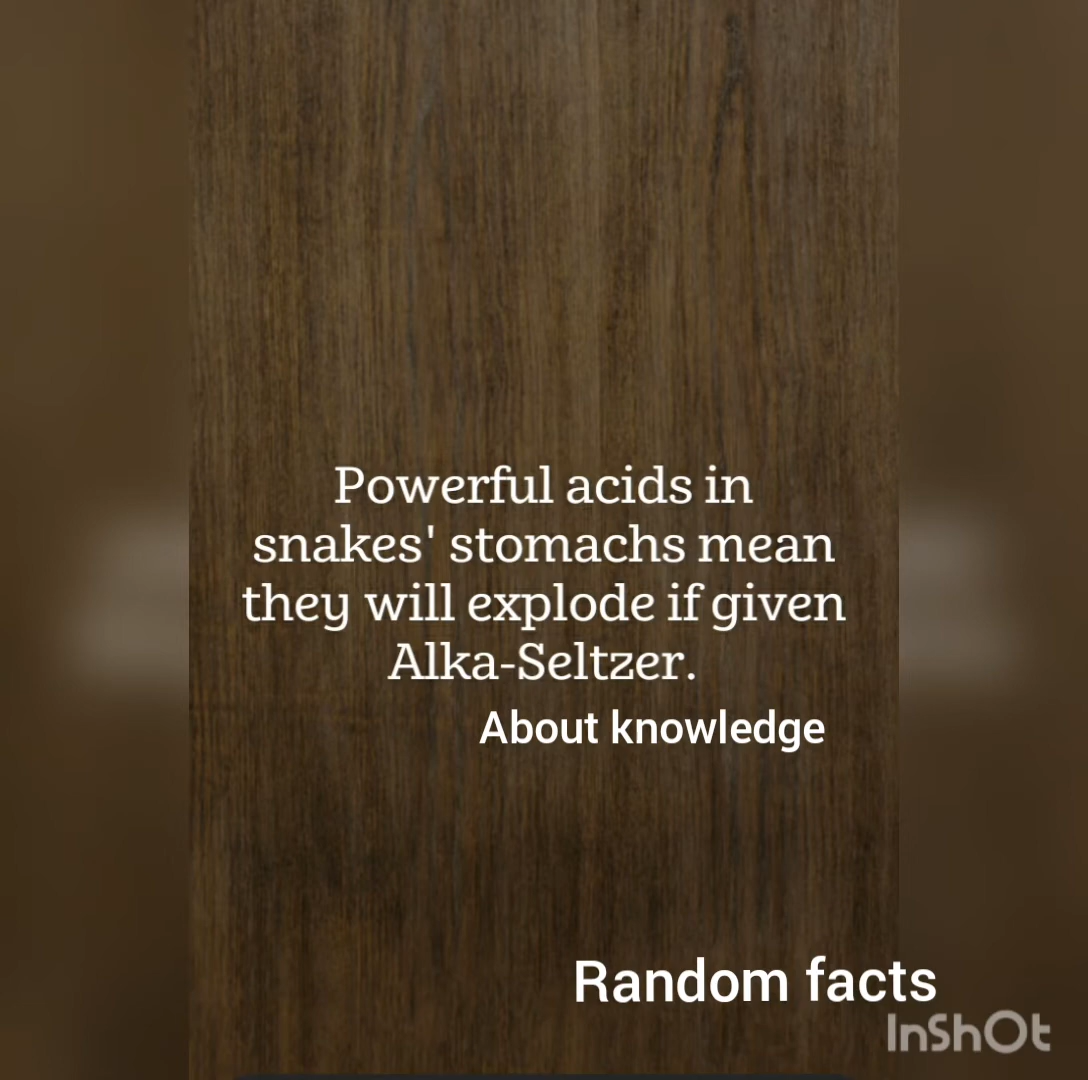 Powerful acids in
snakes' stomachs mean
they will explode if given
Alka-Seltzer.
About knowledge
Random facts
InShOt